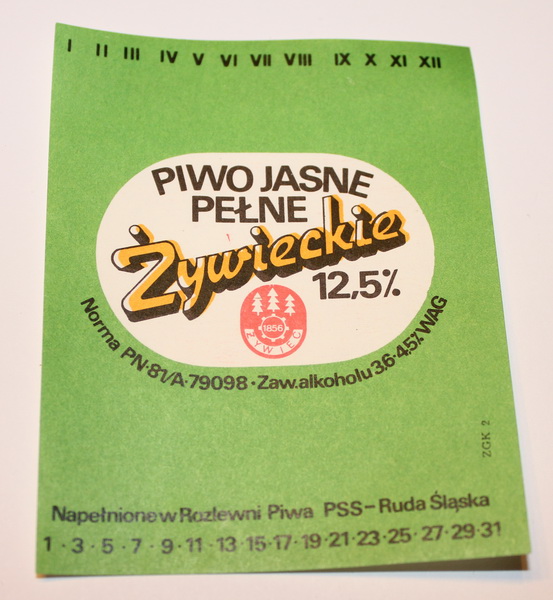 I II III IV V VI VII VIII IX X XI XII
PIWO JASNE
PEŁNE
Żywieckie
12,5%
1856
ŻYWIEC
Norma PN-81/A-79098 · Zaw. alkoholu 3,6-4,5% WAG
ZGK 2
Napełnione w Rozlewni Piwa PSS – Ruda Śląska
1 · 3 · 5 · 7 · 9 · 11 · 13 · 15 · 17 · 19 · 21 · 23 · 25 · 27 · 29 · 31